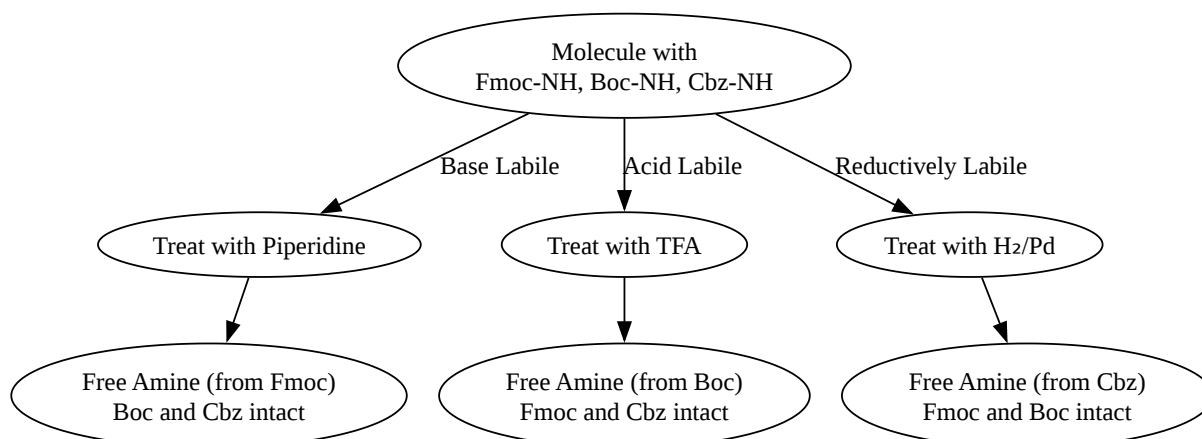 Molecule with
Fmoc-NH, Boc-NH, Cbz-NH
Base Labile
Acid Labile
Reductively Labile
Treat with Piperidine
Treat with TFA
Treat with H₂/Pd
Free Amine (from Fmoc)
Boc and Cbz intact
Free Amine (from Boc)
Fmoc and Cbz intact
Free Amine (from Cbz)
Fmoc and Boc intact